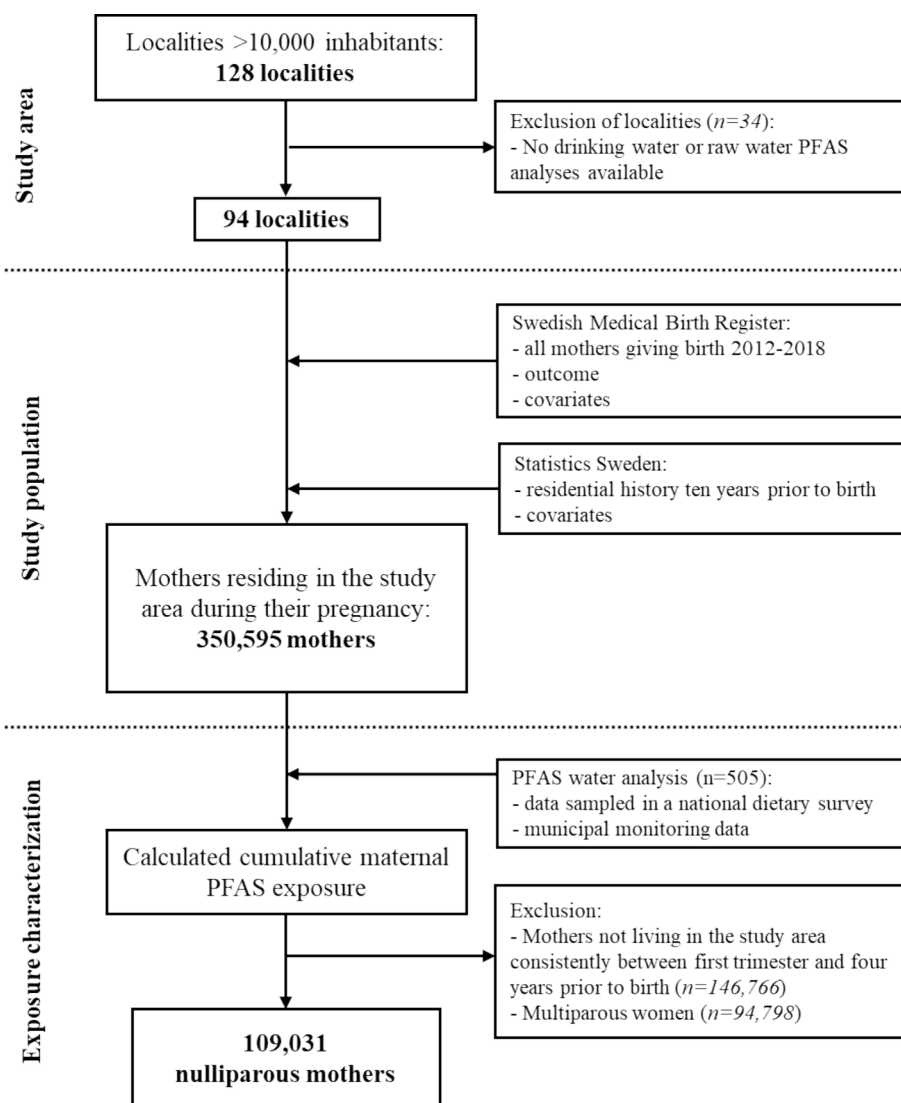 Study area
Localities >10,000 inhabitants:
128 localities
Exclusion of localities (n=34):
- No drinking water or raw water PFAS
analyses available
94 localities
Study population
Swedish Medical Birth Register:
- all mothers giving birth 2012-2018
- outcome
- covariates
Statistics Sweden:
- residential history ten years prior to birth
- covariates
Mothers residing in the study
area during their pregnancy:
350,595 mothers
Exposure characterization
PFAS water analysis (n=505):
- data sampled in a national dietary survey
- municipal monitoring data
Calculated cumulative maternal
PFAS exposure
Exclusion:
- Mothers not living in the study area
consistently between first trimester and four
years prior to birth (n=146,766)
- Multiparous women (n=94,798)
109,031
nulliparous mothers